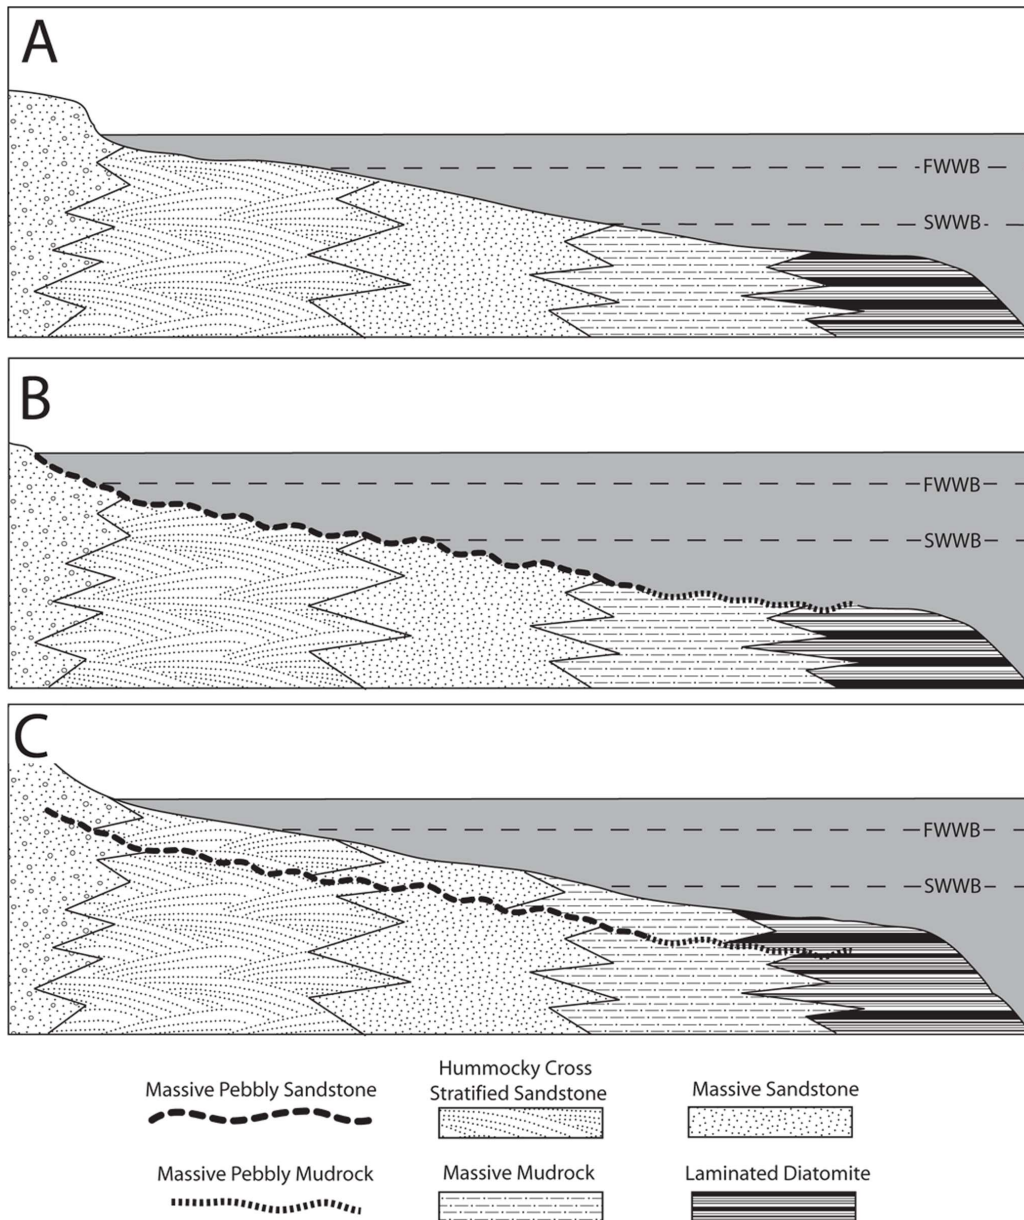 A
FWWB
SWWB
B
FWWB
SWWB
C
FWWB
SWWB
Massive Pebbly Sandstone
Hummocky Cross
Stratified Sandstone
Massive Sandstone
Massive Pebbly Mudrock
Massive Mudrock
Laminated Diatomite